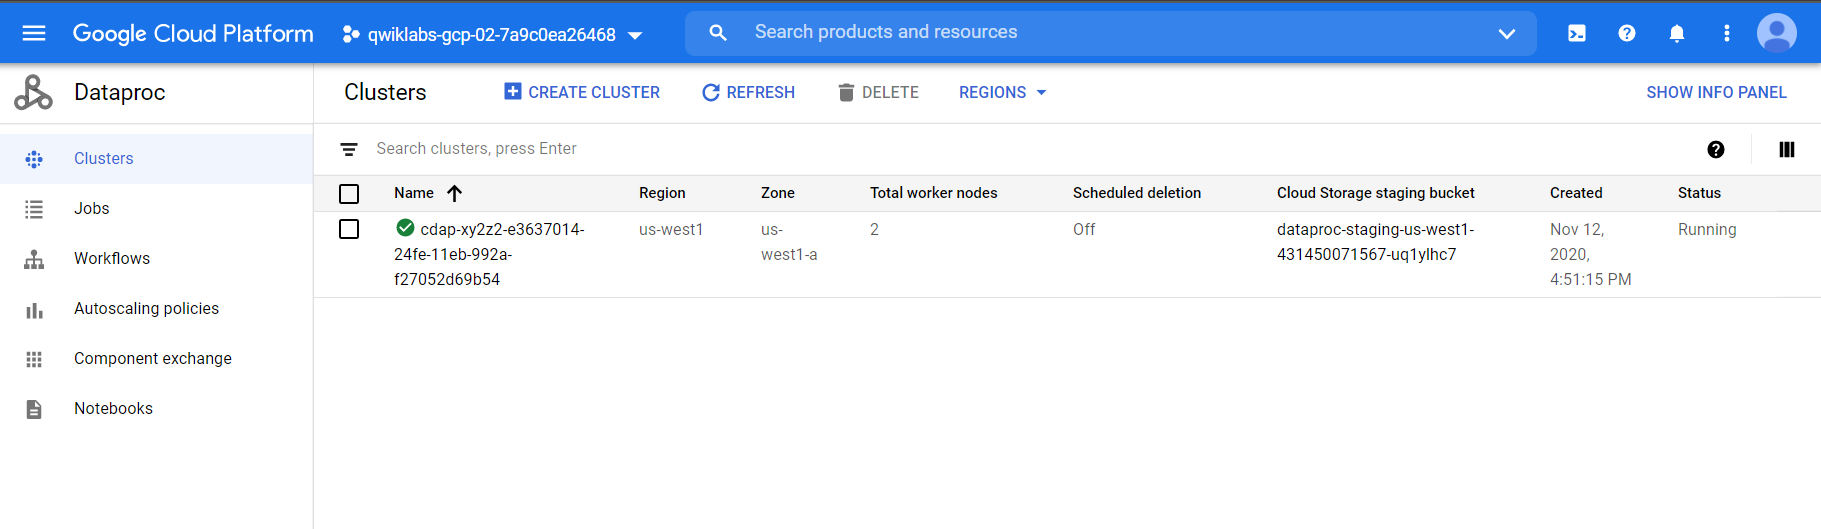 Google Cloud Platform
qwiklabs-gcp-02-7a9c0ea26468
Search products and resources
Dataproc
Clusters
CREATE CLUSTER
REFRESH
DELETE
REGIONS
SHOW INFO PANEL
Clusters
Jobs
Workflows
Autoscaling policies
Component exchange
Notebooks
Search clusters, press Enter
Name Region Zone Total worker nodes Scheduled deletion Cloud Storage staging bucket Created Status
cdap-xy2z2-e3637014- us-west1 us- 2 Off dataproc-staging-us-west1- Nov 12, Running
24fe-11eb-992a- west1-a 431450071567-uq1ylhc7 2020,
f27052d69b54 4:51:15 PM